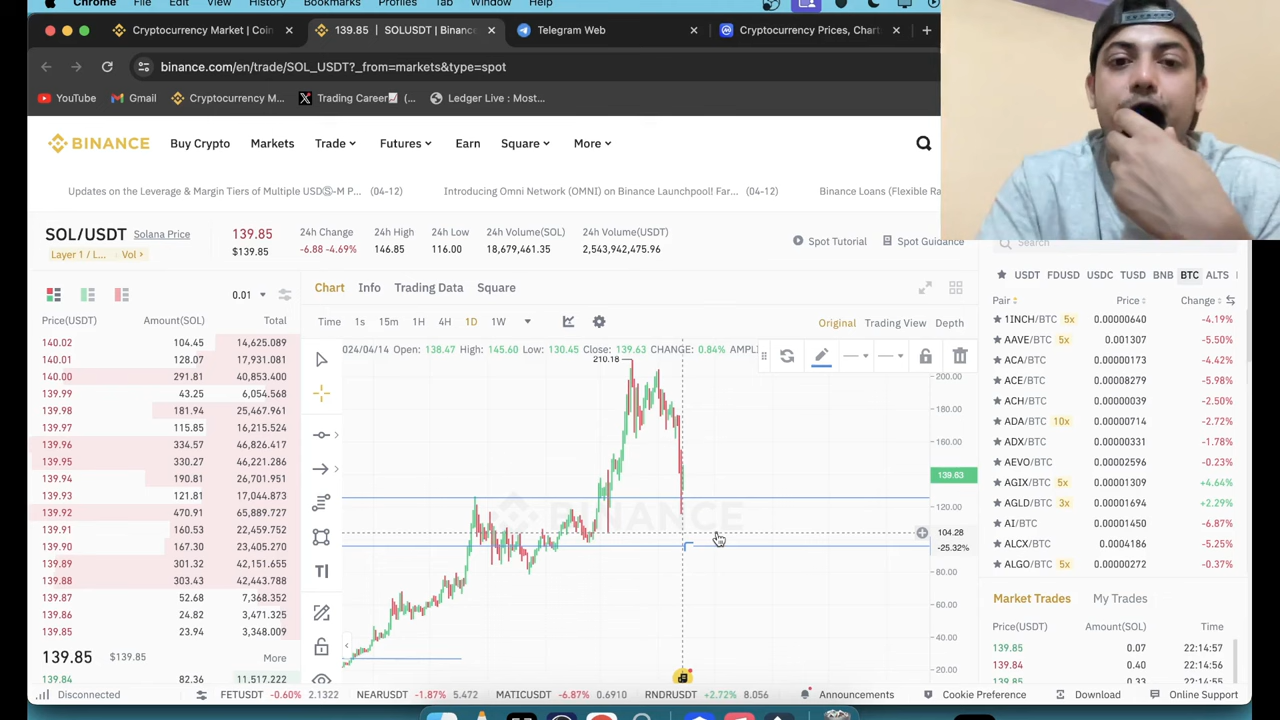 Chrome File Edit View History Bookmarks Profiles Tab Window Help
Cryptocurrency Market | Coin
139.85 | SOLUSDT | Binanc
Telegram Web
Cryptocurrency Prices, Chart
binance.com/en/trade/SOL_USDT?_from=markets&type=spot
YouTube
Gmail
Cryptocurrency M...
Trading Career (...
Ledger Live : Most...
BINANCE
Buy Crypto
Markets
Trade
Futures
Earn
Square
More
Updates on the Leverage & Margin Tiers of Multiple USDⓈ-M P... (04-12)
Introducing Omni Network (OMNI) on Binance Launchpool! Far... (04-12)
Binance Loans (Flexible Ra
SOL/USDT
Solana Price
Layer 1 / L...
Vol >
139.85
$139.85
24h Change
-6.88 -4.69%
24h High
146.85
24h Low
116.00
24h Volume(SOL)
18,679,461.35
24h Volume(USDT)
2,543,942,475.96
Spot Tutorial
Spot Guidance
0.01
Price(USDT) Amount(SOL) Total
140.02 104.45 14,625.089
140.01 128.07 17,931.081
140.00 291.81 40,853.400
139.99 43.25 6,054.568
139.98 181.94 25,467.961
139.97 115.85 16,215.524
139.96 334.57 46,826.417
139.95 330.27 46,221.286
139.94 190.81 26,701.951
139.93 121.81 17,044.873
139.92 470.91 65,889.727
139.91 160.53 22,459.752
139.90 167.30 23,405.270
139.89 301.32 42,151.655
139.88 303.43 42,443.788
139.87 52.68 7,368.352
139.86 24.82 3,471.325
139.85 23.94 3,348.009
139.85 $139.85 More
139.84 82.36 11,517.222
Chart
Info
Trading Data
Square
Time 1s 15m 1H 4H 1D 1W
Original
Trading View
Depth
024/04/14 Open: 138.47 High: 145.60 Low: 130.45 Close: 139.63 CHANGE: 0.84% AMPLI
210.18
BINANCE
200.00
180.00
160.00
139.63
120.00
104.28
-25.32%
80.00
60.00
40.00
20.00
Search
USDT FDUSD USDC TUSD BNB BTC ALTS
Pair Price Change
1INCH/BTC 5x 0.00000640 -4.19%
AAVE/BTC 5x 0.001307 -5.50%
ACA/BTC 0.00000173 -4.42%
ACE/BTC 0.00008279 -5.98%
ACH/BTC 0.00000039 -2.50%
ADA/BTC 10x 0.00000714 -2.72%
ADX/BTC 0.00000331 -1.78%
AEVO/BTC 0.00002671 -0.23%
AGIX/BTC 5x 0.00001309 +4.64%
AGLD/BTC 3x 0.00001694 +2.29%
AI/BTC 0.00001450 -6.87%
ALCX/BTC 0.0004186 -5.25%
ALGO/BTC 5x 0.00000272 -0.37%
Market Trades
My Trades
Price(USDT) Amount(SOL) Time
139.85 0.07 22:14:57
139.84 0.40 22:14:56
139.85 0.33 22:14:55
Disconnected
FETUSDT -0.60% 2.1322
NEARUSDT -1.87% 5.472
MATICUSDT -6.87% 0.6910
RNDRUSDT +2.72% 8.056
Announcements
Cookie Preference
Download
Online Support